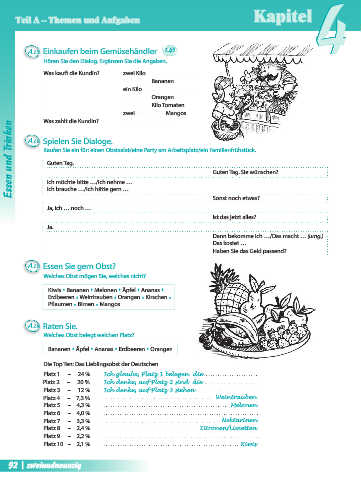 Teil A – Themen und Aufgaben
Kapitel 4
Essen und Trinken
Einkaufen beim Gemüsehändler
Hören Sie den Dialog. Ergänzen Sie die Angaben.
Was kauft die Kundin? zwei Kilo
Bananen
ein Kilo
Orangen
Kilo Tomaten
zwei Mangos
Was zahlt die Kundin?
Spielen Sie Dialoge.
Kaufen Sie ein für einen Obstsalat/eine Party am Arbeitsplatz/ein Familienfrühstück.
Guten Tag.
Guten Tag. Sie wünschen?
Ich möchte bitte …/Ich nehme …
Ich brauche …/Ich hätte gern …
Sonst noch etwas?
Ja, ich … noch …
Ist das jetzt alles?
Ja.
Dann bekomme ich …/Das macht …
Das kostet …
Haben Sie das Geld passend?
Essen Sie gern Obst?
Welches Obst mögen Sie, welches nicht?
Kiwis • Bananen • Melonen • Äpfel • Ananas •
Erdbeeren • Weintrauben • Orangen • Kirschen •
Pflaumen • Birnen • Mangos
Raten Sie.
Welches Obst belegt welchen Platz?
Bananen • Äpfel • Ananas • Erdbeeren • Orangen
Die Top Ten: Das Lieblingsobst der Deutschen
Platz 1 – 24 % Ich glaube, Platz 1 belegen die
Platz 2 – 20 % Ich denke, auf Platz 2 sind die
Platz 3 – 12 % Ich denke, auf Platz 3 stehen
Platz 4 – 7,3 % Weintrauben
Platz 5 – 4,3 % Melonen
Platz 6 – 4,0 %
Platz 7 – 3,3 % Nektarinen
Platz 8 – 2,4 % Zitronen/Limetten
Platz 9 – 2,2 %
Platz 10 – 2,1 % Kiwis
92 | zweiundneunzig